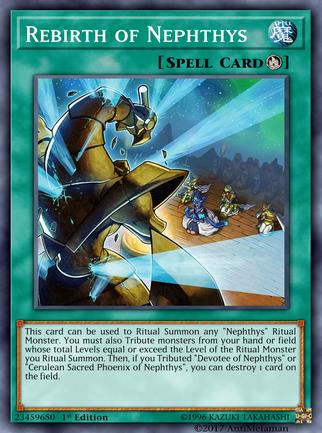 Rebirth of Nephthys
[Spell Card]
This card can be used to Ritual Summon any "Nephthys" Ritual
Monster. You must also Tribute monsters from your hand or field
whose total Levels equal or exceed the Level of the Ritual Monster
you Ritual Summon. Then, if you Tributed "Devotee of Nephthys" or
"Cerulean Sacred Phoenix of Nephthys", you can destroy 1 card on
the field.
23459650 1st Edition ©1996 KAZUKI TAKAHASHI
©2017 AntiMetaman